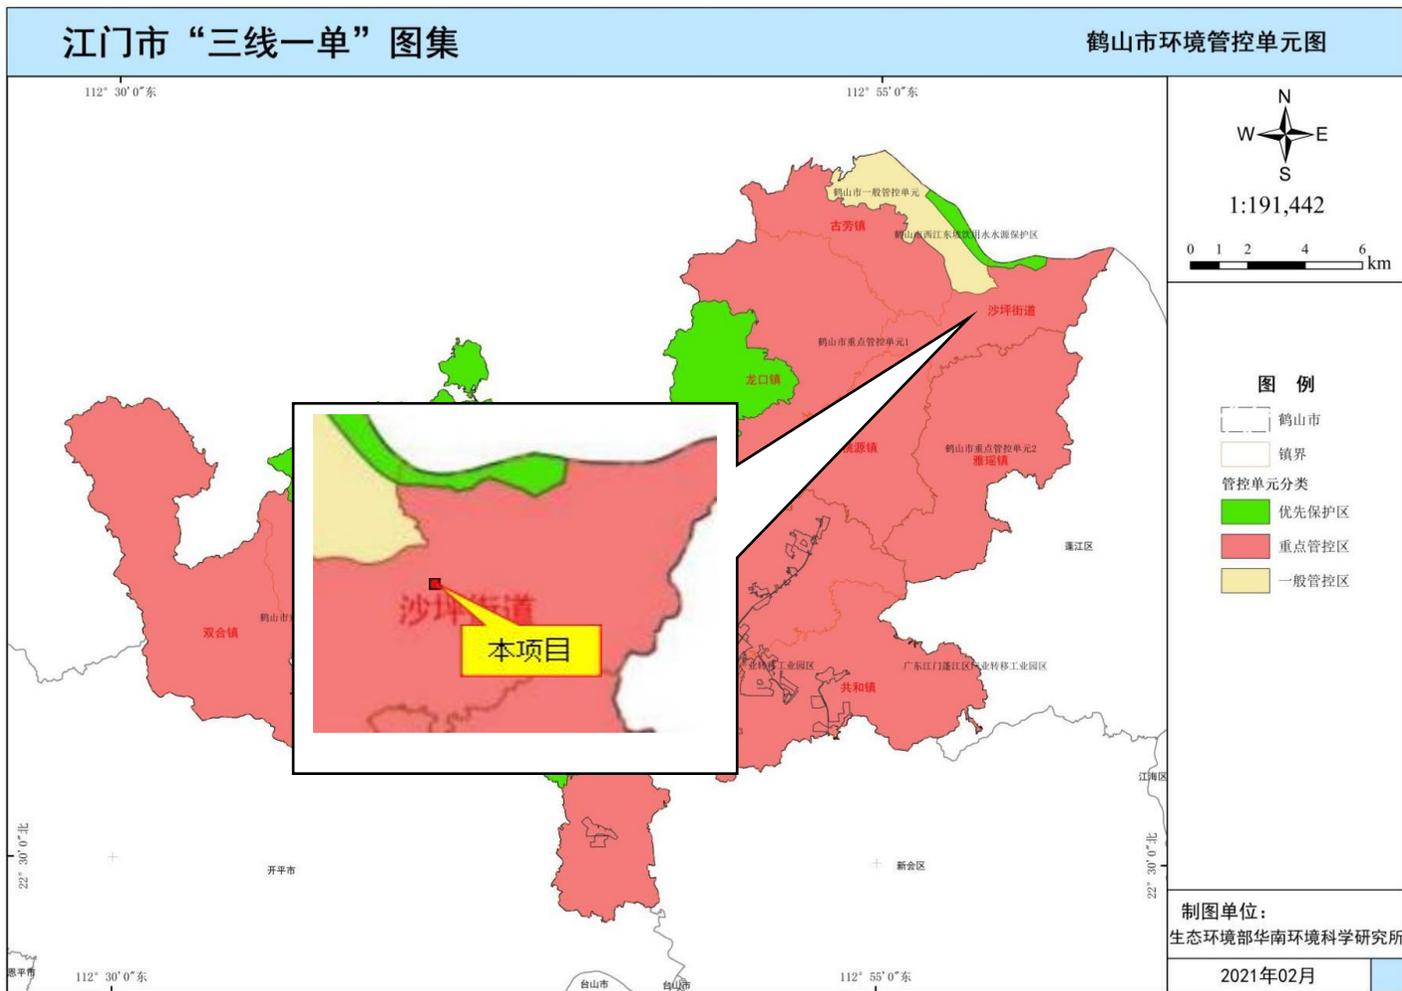 江门市“三线一单”图集
鹤山市环境管控单元图
112° 30′0″东
112° 55′0″东
N
W
E
S
1:191,442
0 1 2 4 6
km
鹤山市一般管控单元
古劳镇
鹤山市西江东坡饮用水水源保护区
沙坪街道
鹤山市重点管控单元1
龙口镇
桃源镇
鹤山市重点管控单元2
雅瑶镇
蓬江区
图 例
鹤山市
镇界
管控单元分类
优先保护区
重点管控区
一般管控区
沙坪街道
本项目
双合镇
鹤山市
业转移工业园区
共和镇
江海区
22° 30′0″北
22° 30′0″北
开平市
新会区
恩平市
112° 30′0″东
112° 55′0″东
台山市
台山市
制图单位：
生态环境部华南环境科学研究所
2021年02月